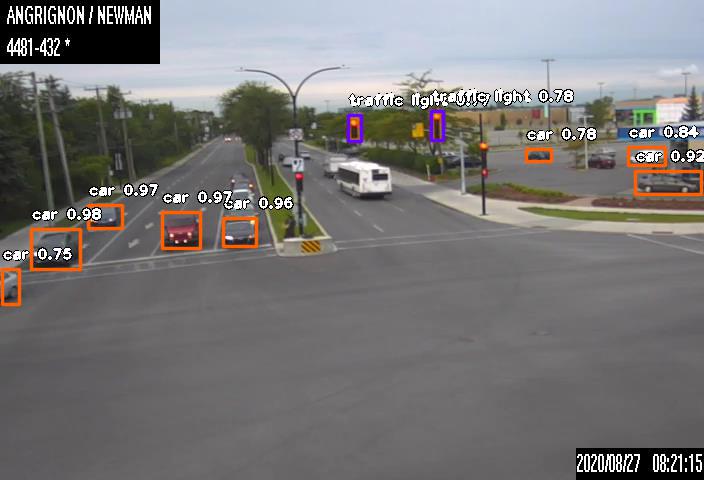 ANGRIGNON / NEWMAN
4481-432 *
traffic light 0.78
car 0.78
car 0.84
car 0.92
car 0.97
car 0.97
car 0.96
car 0.98
car 0.75
2020/08/27 08:21:15